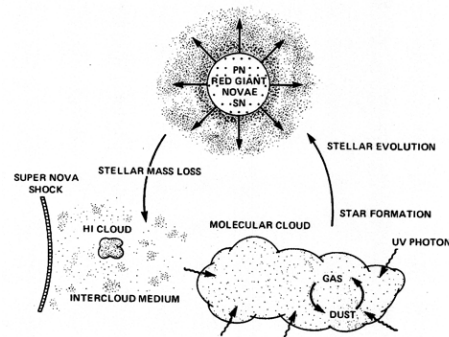 PN
RED GIANT
NOVAE
SN
STELLAR EVOLUTION
STELLAR MASS LOSS
SUPER NOVA
SHOCK
STAR FORMATION
MOLECULAR CLOUD
HI CLOUD
UV PHOTON
GAS
INTERCLOUD MEDIUM
DUST